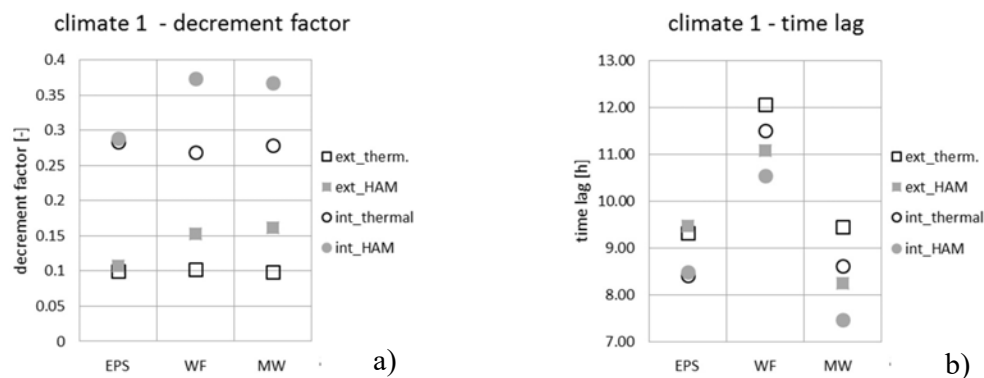 climate 1 - decrement factor
decrement factor [-]
0.4
0.35
0.3
0.25
0.2
0.15
0.1
0.05
0
EPS WF MW
ext_therm.
ext_HAM
int_thermal
int_HAM
a)
climate 1 - time lag
time lag [h]
13.00
12.00
11.00
10.00
9.00
8.00
7.00
EPS WF MW
ext_therm.
ext_HAM
int_thermal
int_HAM
b)